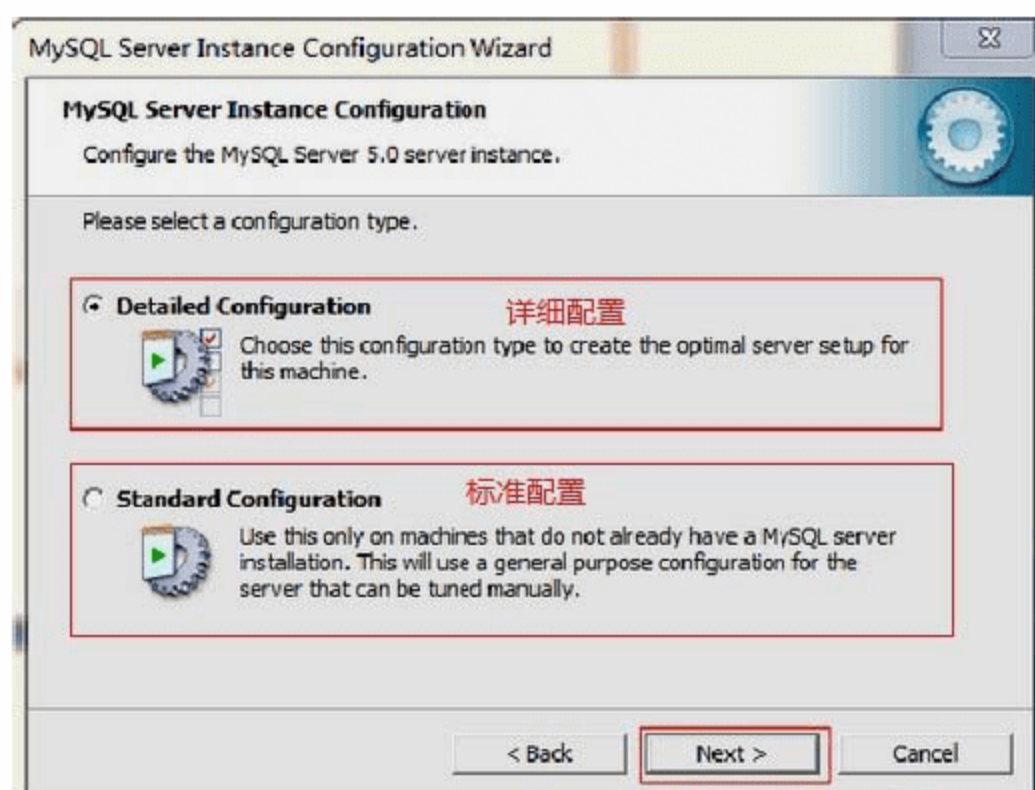 MySQL Server Instance Configuration Wizard
MySQL Server Instance Configuration
Configure the MySQL Server 5.0 server instance.
Please select a configuration type.
Detailed Configuration 详细配置
Choose this configuration type to create the optimal server setup for
this machine.
Standard Configuration 标准配置
Use this only on machines that do not already have a MySQL server
installation. This will use a general purpose configuration for the
server that can be tuned manually.
< Back Next > Cancel